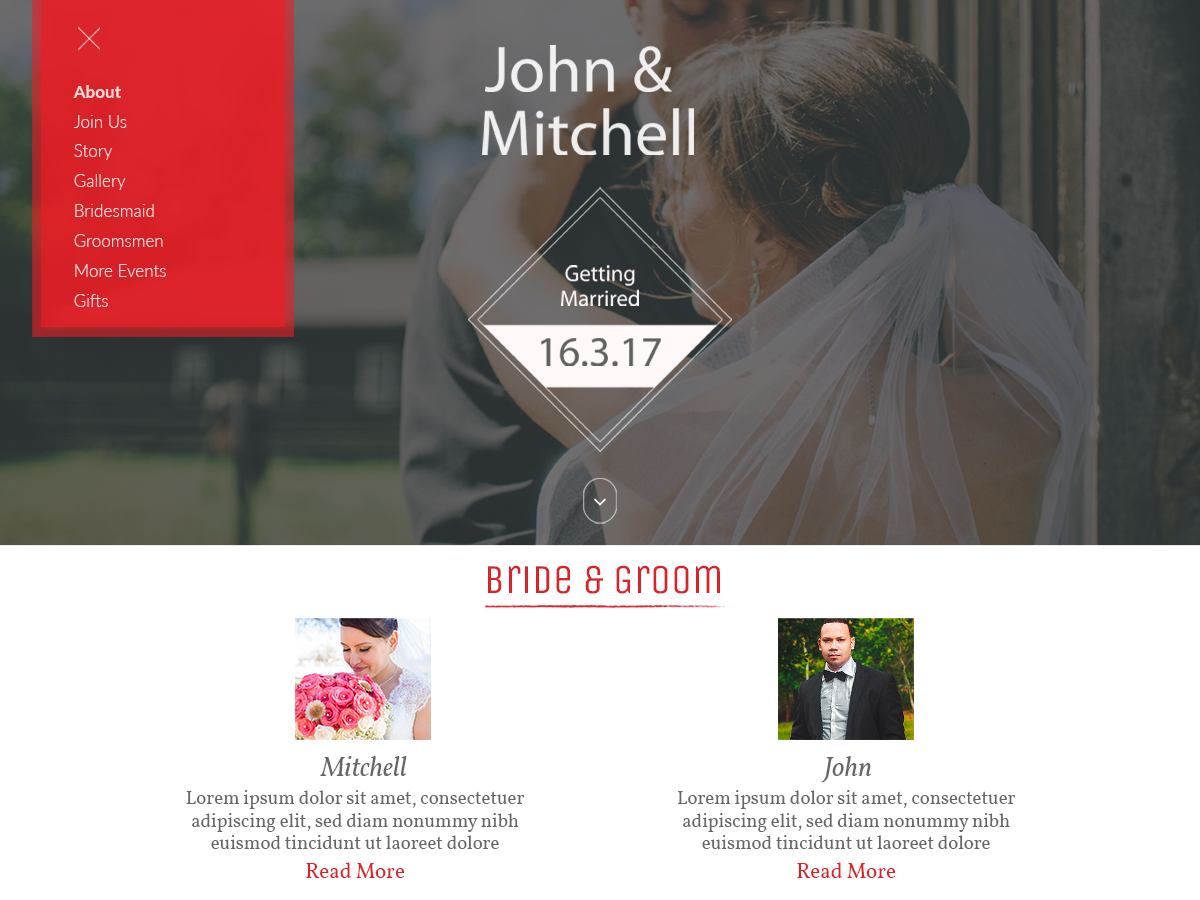 About
Join Us
Story
Gallery
Bridesmaid
Groomsmen
More Events
Gifts
John &
Mitchell
Getting
Marrired
16.3.17
Bride & Groom
Mitchell
Lorem ipsum dolor sit amet, consectetuer
adipiscing elit, sed diam nonummy nibh
euismod tincidunt ut laoreet dolore
Read More
John
Lorem ipsum dolor sit amet, consectetuer
adipiscing elit, sed diam nonummy nibh
euismod tincidunt ut laoreet dolore
Read More